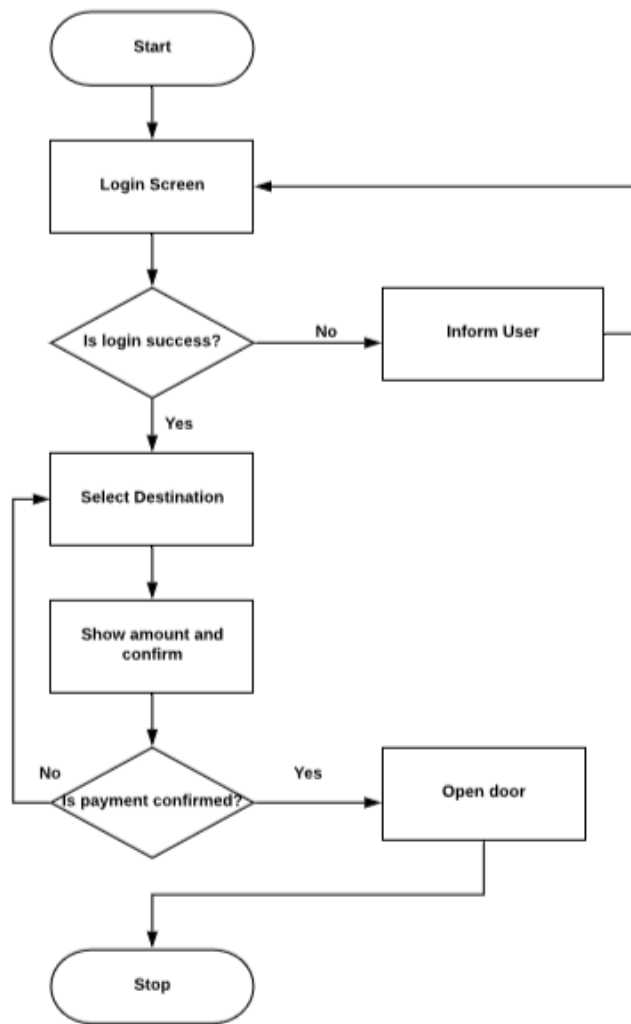 Start
Login Screen
Is login success?
No
Inform User
Yes
Select Destination
Show amount and
confirm
No
Is payment confirmed?
Yes
Open door
Stop